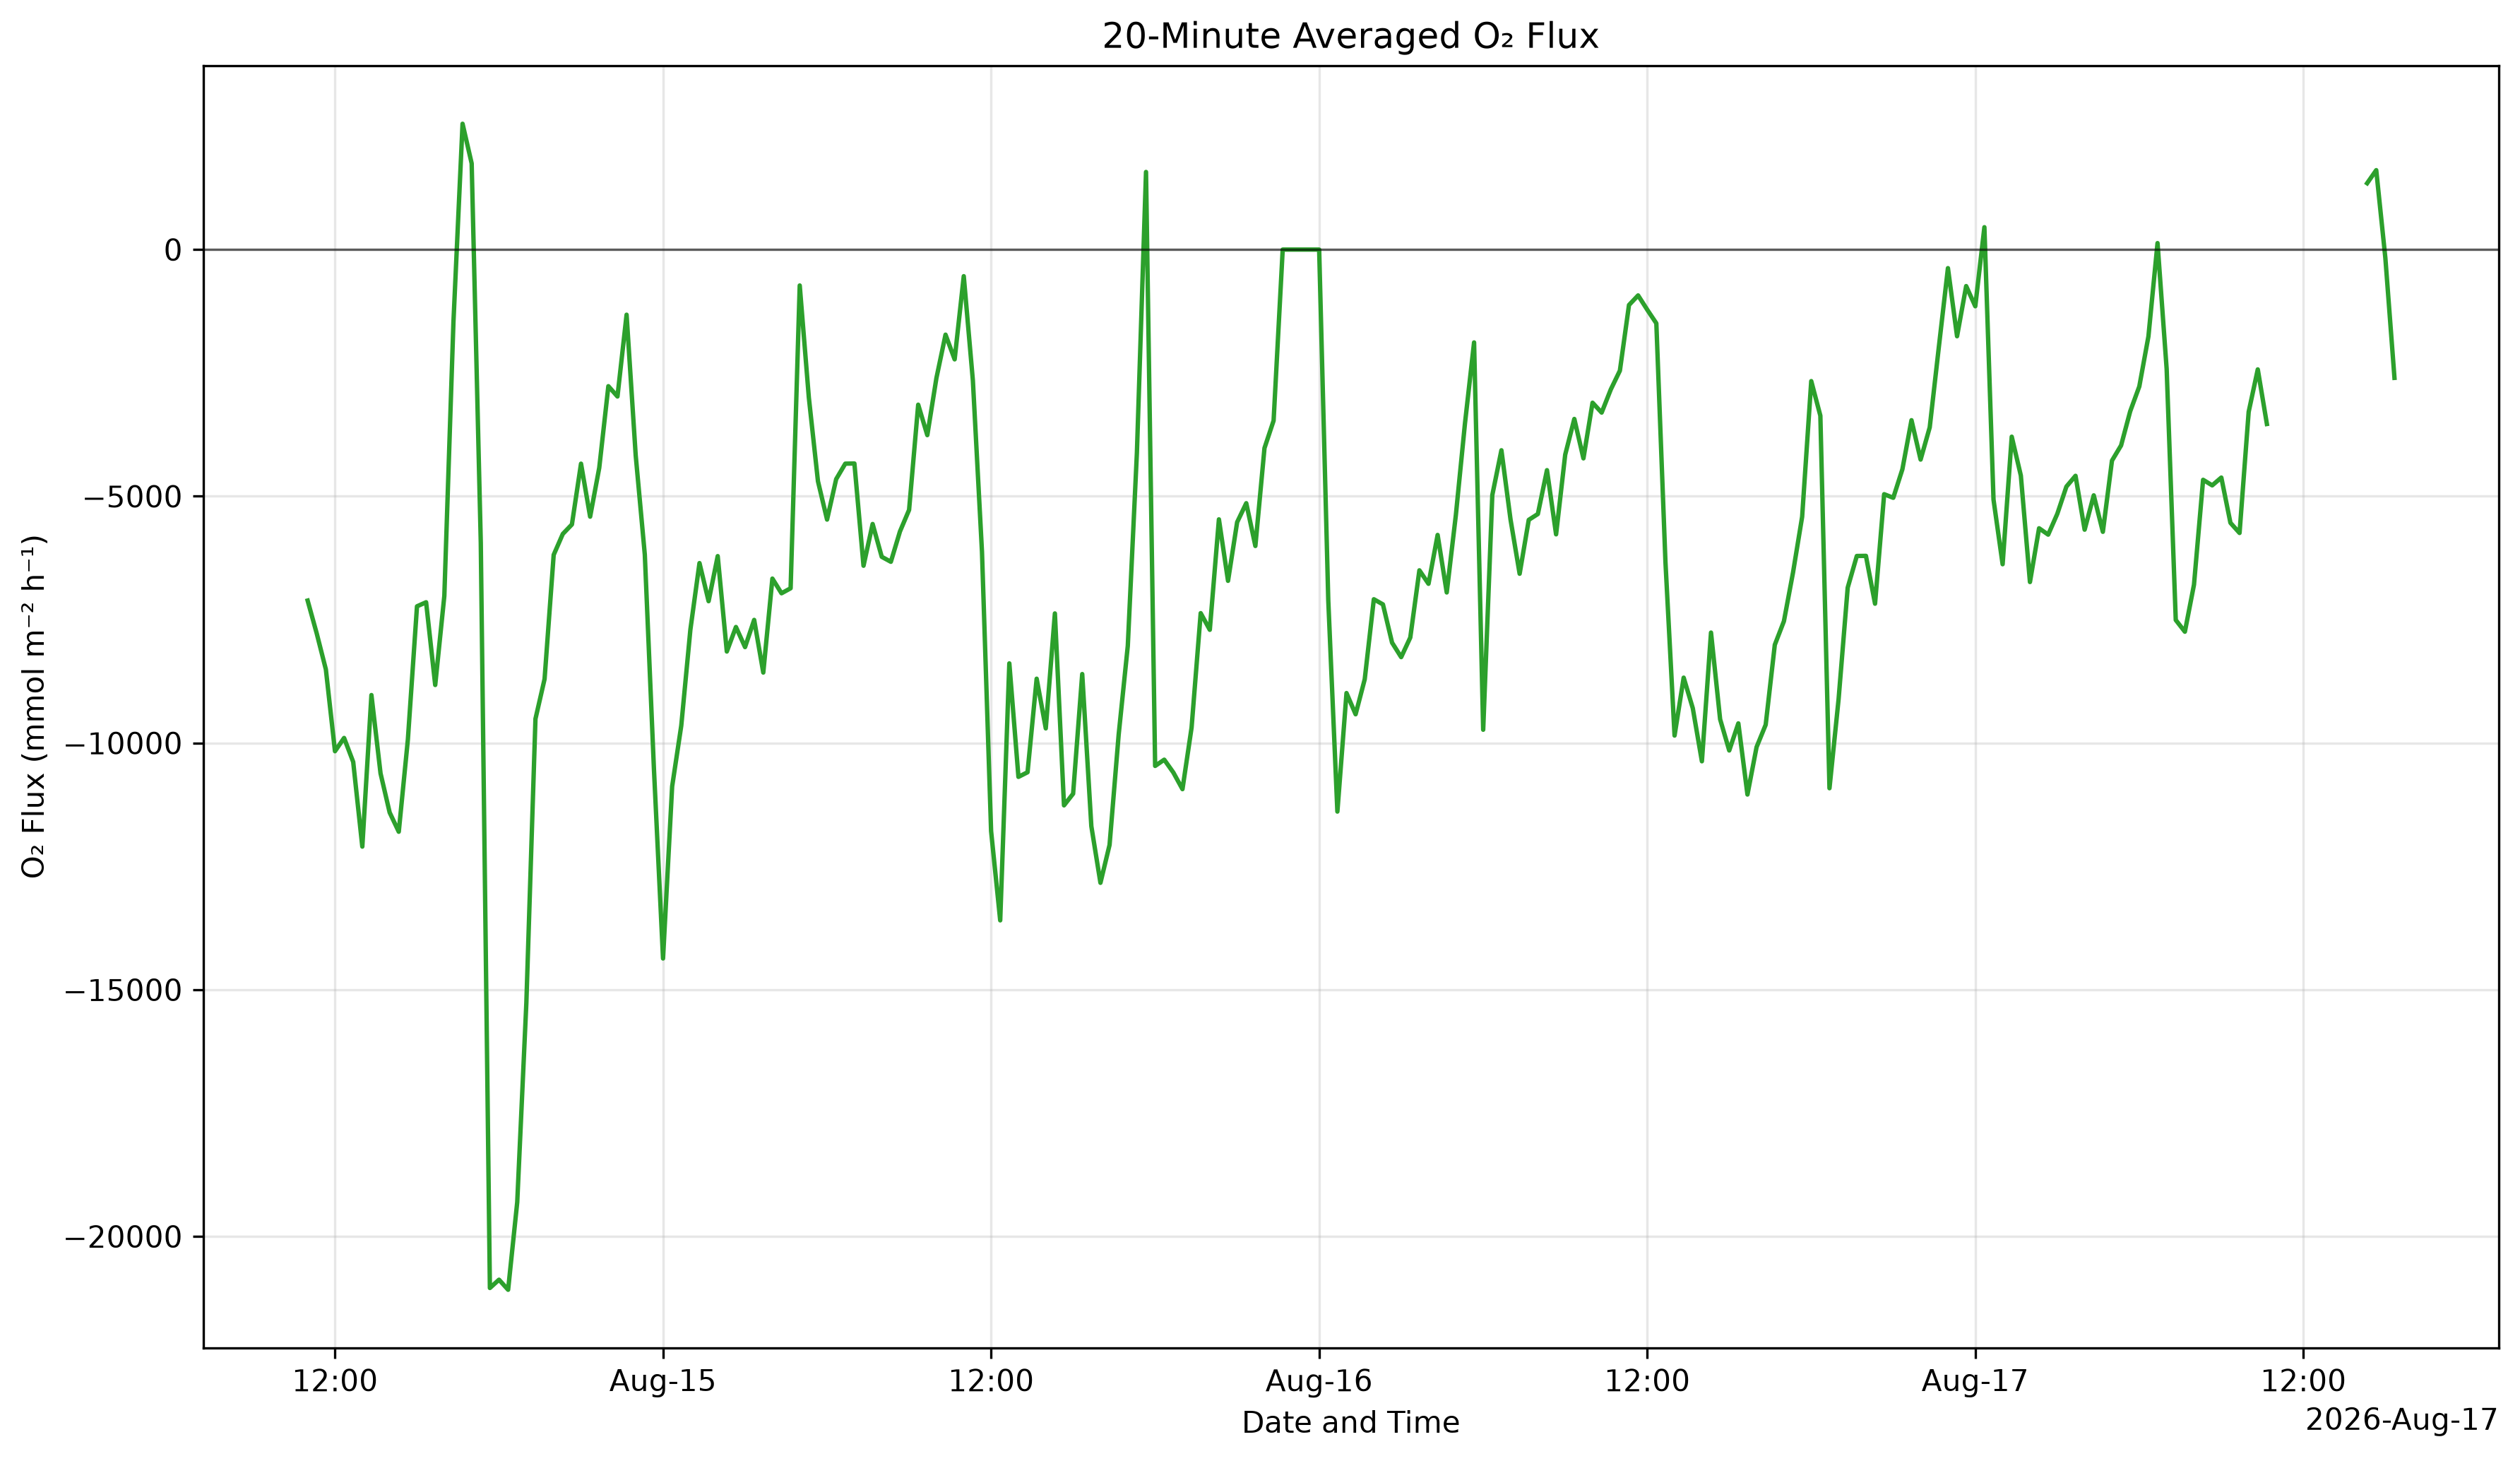 20-Minute Averaged O₂ Flux
O₂ Flux (mmol m⁻² h⁻¹)
0
−5000
−10000
−15000
−20000
12:00
Aug-15
12:00
Aug-16
12:00
Aug-17
12:00
Date and Time
2026-Aug-17